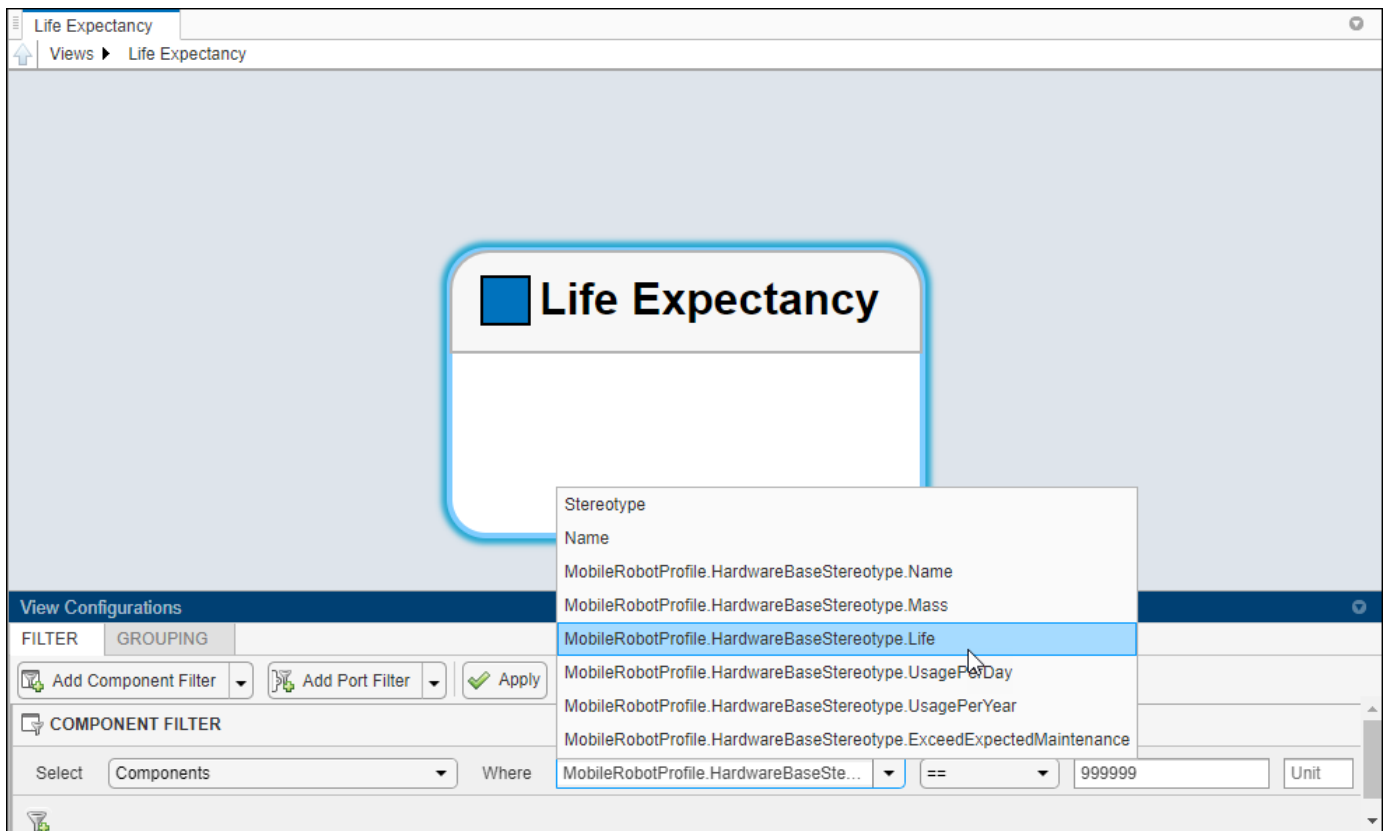 Life Expectancy
Views Life Expectancy
Life Expectancy
Stereotype
Name
MobileRobotProfile.HardwareBaseStereotype.Name
MobileRobotProfile.HardwareBaseStereotype.Mass
MobileRobotProfile.HardwareBaseStereotype.Life
MobileRobotProfile.HardwareBaseStereotype.UsagePerDay
MobileRobotProfile.HardwareBaseStereotype.UsagePerYear
MobileRobotProfile.HardwareBaseStereotype.ExceedExpectedMaintenance
View Configurations
FILTER GROUPING
Add Component Filter Add Port Filter Apply
COMPONENT FILTER
Select Components Where MobileRobotProfile.HardwareBaseSte... == 999999 Unit